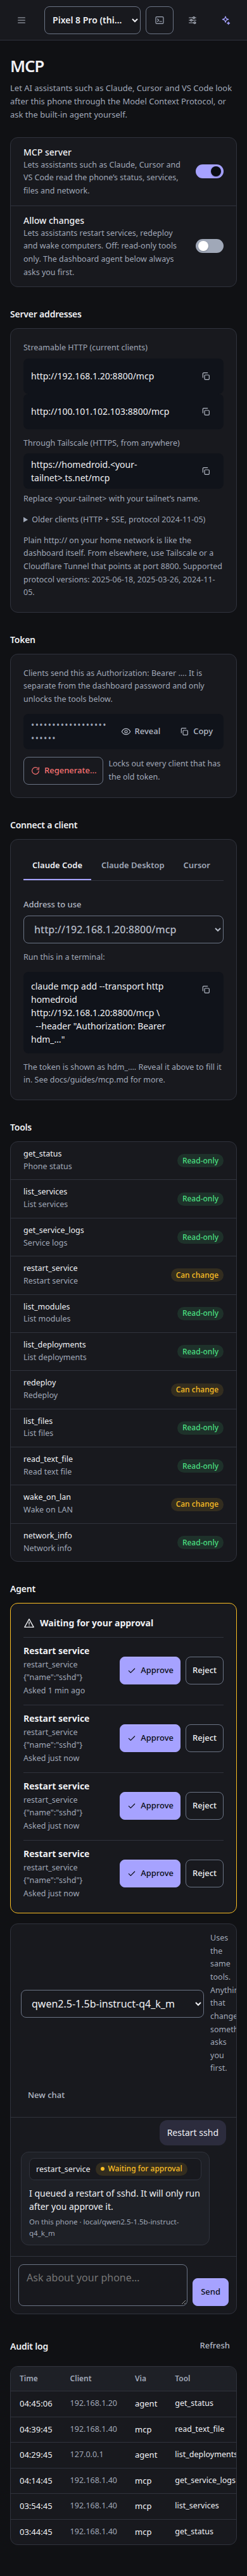 Pixel 8 Pro (thi...
MCP
Let AI assistants such as Claude, Cursor and VS Code look
after this phone through the Model Context Protocol, or
ask the built-in agent yourself.
MCP server
Lets assistants such as Claude, Cursor and
VS Code read the phone's status, services,
files and network.
Allow changes
Lets assistants restart services, redeploy
and wake computers. Off: read-only tools
only. The dashboard agent below always
asks you first.
Server addresses
Streamable HTTP (current clients)
http://192.168.1.20:8800/mcp
http://100.101.102.103:8800/mcp
Through Tailscale (HTTPS, from anywhere)
https://homedroid.<your-
tailnet>.ts.net/mcp
Replace <your-tailnet> with your tailnet's name.
▶ Older clients (HTTP + SSE, protocol 2024-11-05)
Plain http:// on your home network is like the
dashboard itself. From elsewhere, use Tailscale or a
Cloudflare Tunnel that points at port 8800. Supported
protocol versions: 2025-06-18, 2025-03-26, 2024-11-
05.
Token
Clients send this as Authorization: Bearer .... It is
separate from the dashboard password and only
unlocks the tools below.
••••••••••••••••••
••••••
Reveal
Copy
Regenerate...
Locks out every client that has
the old token.
Connect a client
Claude Code
Claude Desktop
Cursor
Address to use
http://192.168.1.20:8800/mcp
Run this in a terminal:
claude mcp add --transport http
homedroid
http://192.168.1.20:8800/mcp \
--header "Authorization: Bearer
hdm_..."
The token is shown as hdm_.... Reveal it above to fill it
in. See docs/guides/mcp.md for more.
Tools
get_status
Phone status
Read-only
list_services
List services
Read-only
get_service_logs
Service logs
Read-only
restart_service
Restart service
Can change
list_modules
List modules
Read-only
list_deployments
List deployments
Read-only
redeploy
Redeploy
Can change
list_files
List files
Read-only
read_text_file
Read text file
Read-only
wake_on_lan
Wake on LAN
Can change
network_info
Network info
Read-only
Agent
Waiting for your approval
Restart service
restart_service
{"name":"sshd"}
Asked 1 min ago
Approve
Reject
Restart service
restart_service
{"name":"sshd"}
Asked just now
Approve
Reject
Restart service
restart_service
{"name":"sshd"}
Asked just now
Approve
Reject
Restart service
restart_service
{"name":"sshd"}
Asked just now
Approve
Reject
qwen2.5-1.5b-instruct-q4_k_m
Uses
the
same
tools.
Anythin
that
change
someth
asks
you
first.
New chat
Restart sshd
restart_service
Waiting for approval
I queued a restart of sshd. It will only run
after you approve it.
On this phone · local/qwen2.5-1.5b-instruct-
q4_k_m
Ask about your phone...
Send
Audit log
Refresh
Time Client Via Tool
04:45:06 192.168.1.20 agent get_status
04:39:45 192.168.1.40 mcp read_text_file
04:29:45 127.0.0.1 agent list_deployments
04:14:45 192.168.1.40 mcp get_service_logs
03:54:45 192.168.1.40 mcp list_services
03:44:45 192.168.1.40 mcp get_status